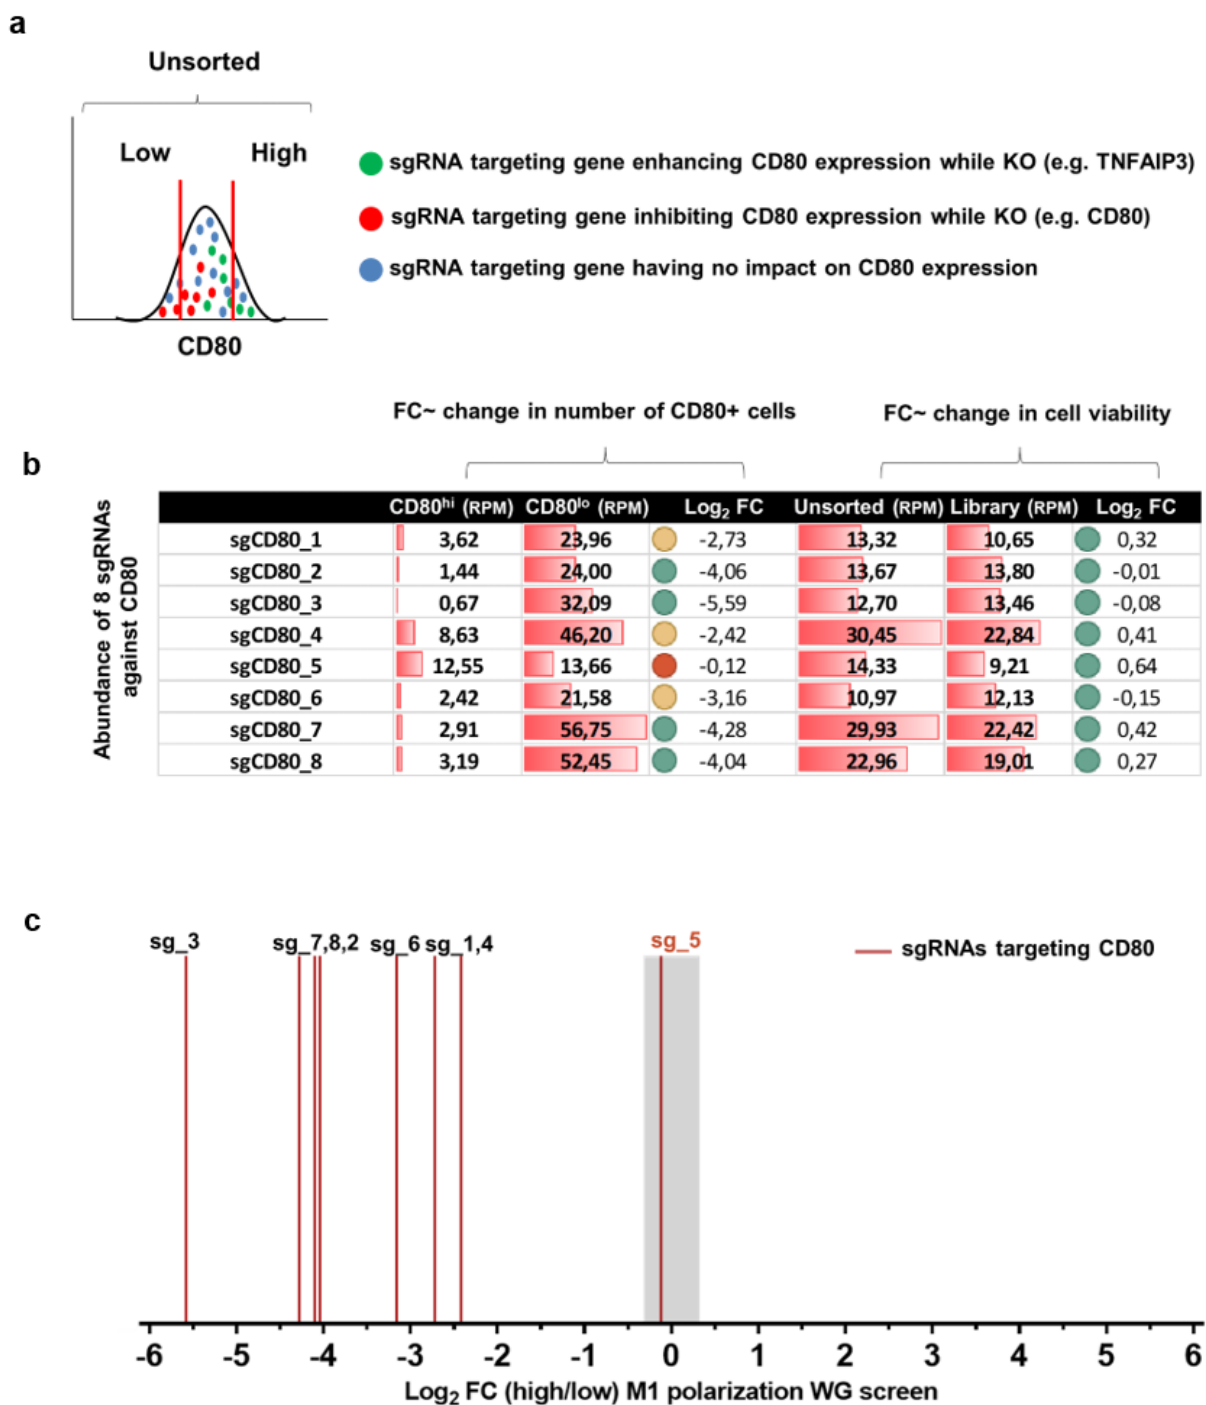 a
Unsorted
Low High
CD80
sgRNA targeting gene enhancing CD80 expression while KO (e.g. TNFAIP3)
sgRNA targeting gene inhibiting CD80 expression while KO (e.g. CD80)
sgRNA targeting gene having no impact on CD80 expression
FC~ change in number of CD80+ cells
FC~ change in cell viability
b
Abundance of 8 sgRNAs
against CD80
CD80hi (RPM) CD80lo (RPM) Log2 FC Unsorted (RPM) Library (RPM) Log2 FC
sgCD80_1 3,62 23,96 -2,73 13,32 10,65 0,32
sgCD80_2 1,44 24,00 -4,06 13,67 13,80 -0,01
sgCD80_3 0,67 32,09 -5,59 12,70 13,46 -0,08
sgCD80_4 8,63 46,20 -2,42 30,45 22,84 0,41
sgCD80_5 12,55 13,66 -0,12 14,33 9,21 0,64
sgCD80_6 2,42 21,58 -3,16 10,97 12,13 -0,15
sgCD80_7 2,91 56,75 -4,28 29,93 22,42 0,42
sgCD80_8 3,19 52,45 -4,04 22,96 19,01 0,27
c
sg_3 sg_7,8,2 sg_6 sg_1,4 sg_5
sgRNAs targeting CD80
-6 -5 -4 -3 -2 -1 0 1 2 3 4 5 6
Log2 FC (high/low) M1 polarization WG screen